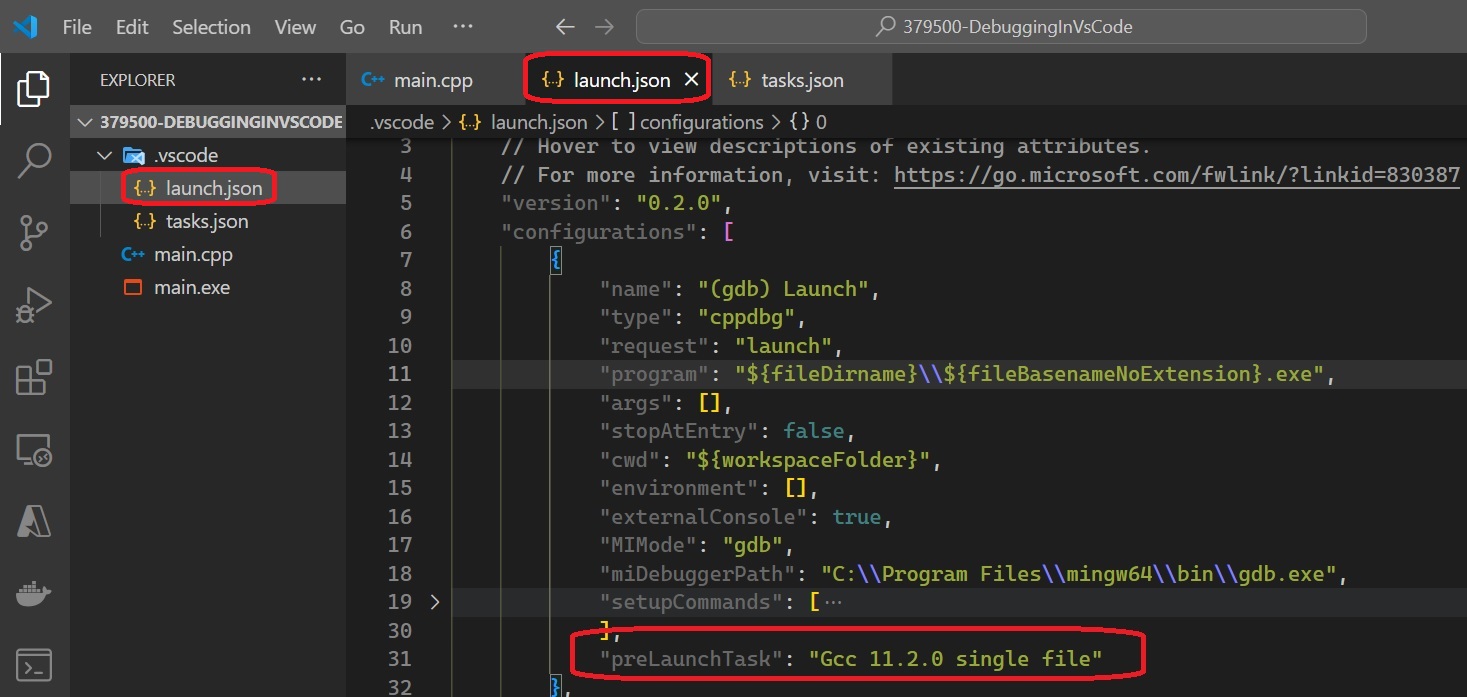 File Edit Selection View Go Run ···
379500-DebuggingInVsCode
EXPLORER ···
379500-DEBUGGINGINVSCODE
.vscode
launch.json
tasks.json
main.cpp
main.exe
main.cpp launch.json tasks.json
.vscode > {..} launch.json > [ ] configurations > {} 0
3 // Hover to view descriptions of existing attributes.
4 // For more information, visit: https://go.microsoft.com/fwlink/?linkid=830387
5 "version": "0.2.0",
6 "configurations": [
7 {
8 "name": "(gdb) Launch",
9 "type": "cppdbg",
10 "request": "launch",
11 "program": "${fileDirname}\\${fileBasenameNoExtension}.exe",
12 "args": [],
13 "stopAtEntry": false,
14 "cwd": "${workspaceFolder}",
15 "environment": [],
16 "externalConsole": true,
17 "MIMode": "gdb",
18 "miDebuggerPath": "C:\\Program Files\\mingw64\\bin\\gdb.exe",
19 "setupCommands": [···
30 ],
31 "preLaunchTask": "Gcc 11.2.0 single file"
32 },